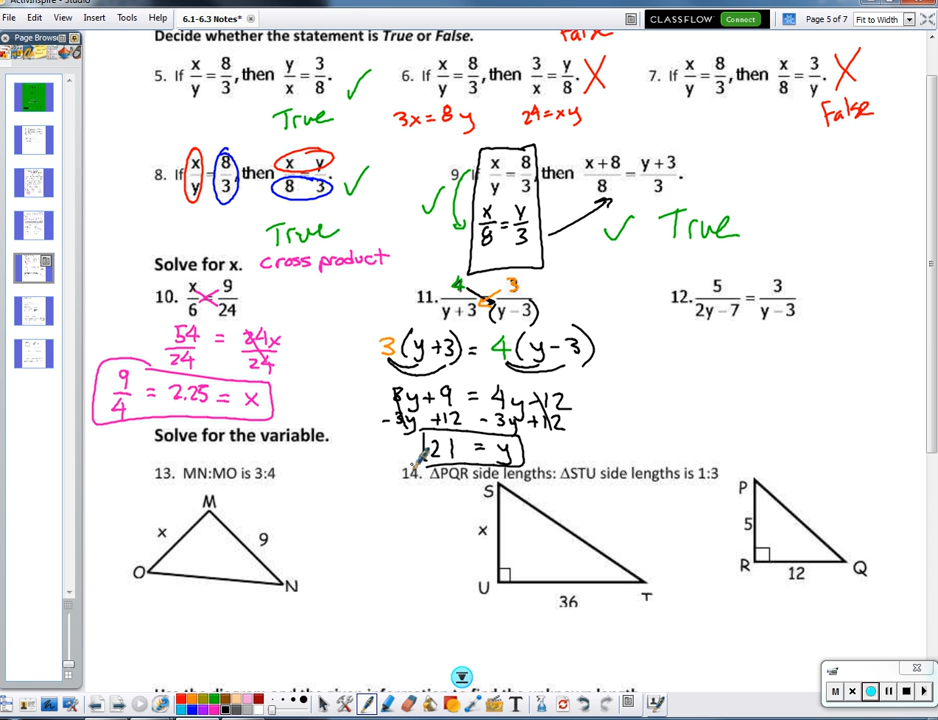 ActivInspire - Studio
File Edit View Insert Tools Help 6.1-6.3 Notes* CLASSFLOW Connect Page 5 of 7 Fit to Width
Page Brows
Decide whether the statement is True or False.
False
5. If x/y = 8/3, then y/x = 3/8. ✓
True
6. If x/y = 8/3, then 3/x = y/8. X
3x = 8y 24 = xy
7. If x/y = 8/3, then x/8 = 3/y. X
False
8. If x/y = 8/3, then x/8 y/3. ✓
True
9. If x/y = 8/3, then x+8/8 = y+3/3.
✓ x/8 = y/3
✓ True
Solve for x. cross product
10. x/6 = 9/24
54/24 = 24x/24
9/4 = 2.25 = x
11. 4/y+3 3/(y-3)
3(y+3) = 4(y-3)
3y+9 = 4y-12
-3y +12 -3y+12
21 = y
12. 5/2y-7 = 3/y-3
Solve for the variable.
13. MN:MO is 3:4
M
x 9
O N
14. ΔPQR side lengths: ΔSTU side lengths is 1:3
S
x
U T
36
P
5
R Q
12